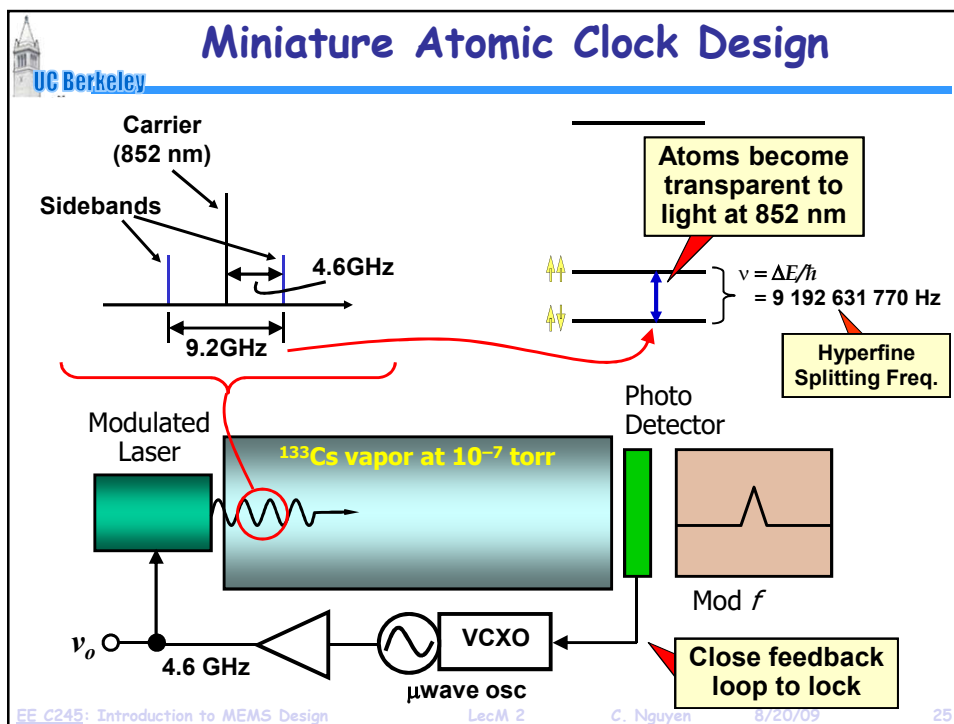 Miniature Atomic Clock Design
UC Berkeley
Carrier
(852 nm)
Sidebands
4.6GHz
9.2GHz
Atoms become
transparent to
light at 852 nm
ν = ΔE/ħ
= 9 192 631 770 Hz
Hyperfine
Splitting Freq.
Modulated
Laser
¹³³Cs vapor at 10⁻⁷ torr
Photo
Detector
Mod f
vₒ
4.6 GHz
VCXO
μwave osc
Close feedback
loop to lock
EE C245: Introduction to MEMS Design LecM 2 C. Nguyen 8/20/09 25